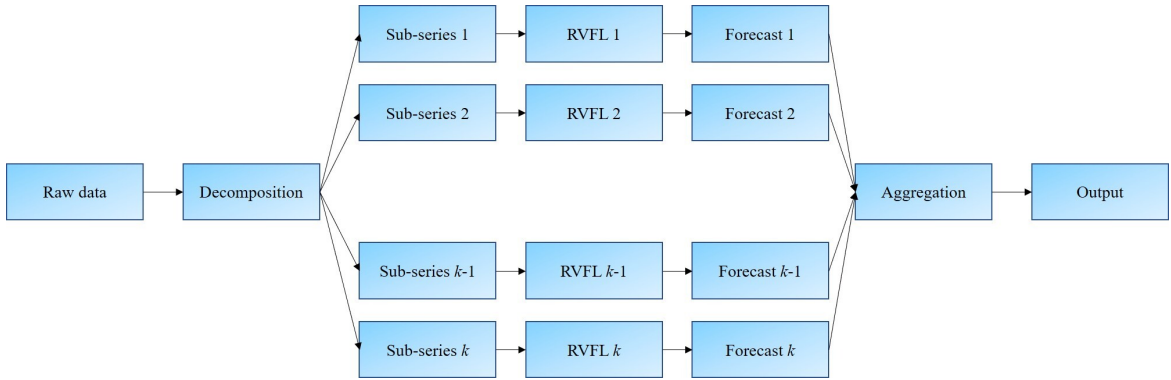 Sub-series 1
RVFL 1
Forecast 1
Sub-series 2
RVFL 2
Forecast 2
Raw data
Decomposition
Aggregation
Output
Sub-series k-1
RVFL k-1
Forecast k-1
Sub-series k
RVFL k
Forecast k